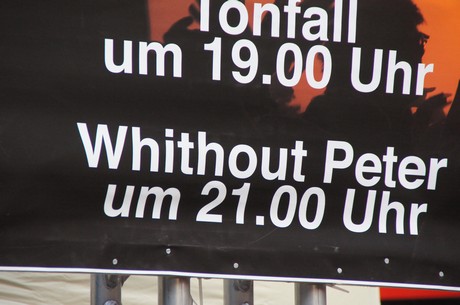 Tonfall
um 19.00 Uhr
Whithout Peter
um 21.00 Uhr